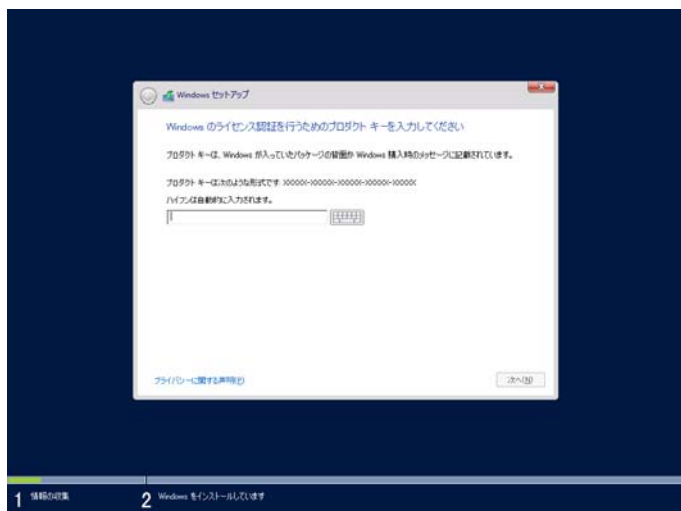 Windows セットアップ
Windows のライセンス認証を行うためのプロダクト キーを入力してください
プロダクト キーは、Windows が入っていたパッケージの背面か Windows 購入時のメッセージに記載されています。
プロダクト キーは次のような形式です: XXXXX-XXXXX-XXXXX-XXXXX-XXXXX
ハイフンは自動的に入力されます。
プライバシーに関する声明(P)
次へ(N)
1 情報の収集
2 Windows をインストールしています